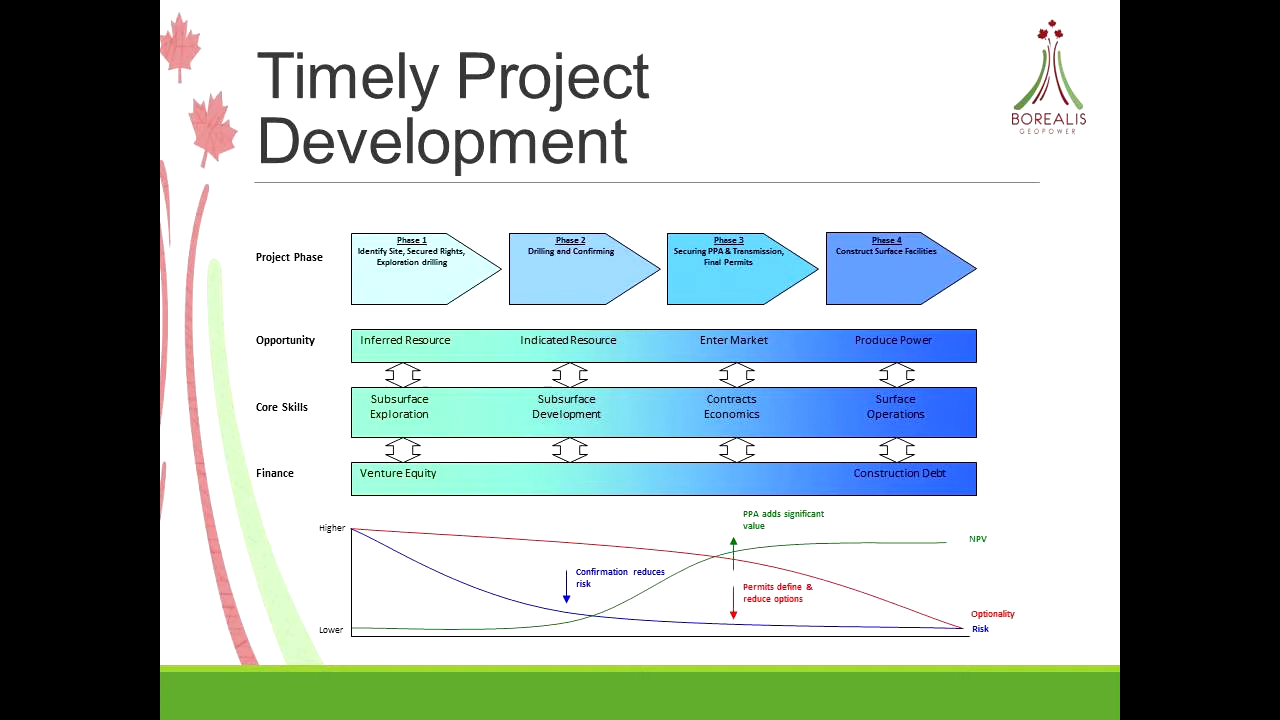 Timely Project
Development
BOREALIS
GEOPOWER
Project Phase
Phase 1
Identify Site, Secured Rights,
Exploration drilling
Phase 2
Drilling and Confirming
Phase 3
Securing PPA & Transmission,
Final Permits
Phase 4
Construct Surface Facilities
Opportunity
Inferred Resource
Indicated Resource
Enter Market
Produce Power
Core Skills
Subsurface
Exploration
Subsurface
Development
Contracts
Economics
Surface
Operations
Finance
Venture Equity
Construction Debt
Higher
Lower
Confirmation reduces
risk
PPA adds significant
value
Permits define &
reduce options
NPV
Optionality
Risk